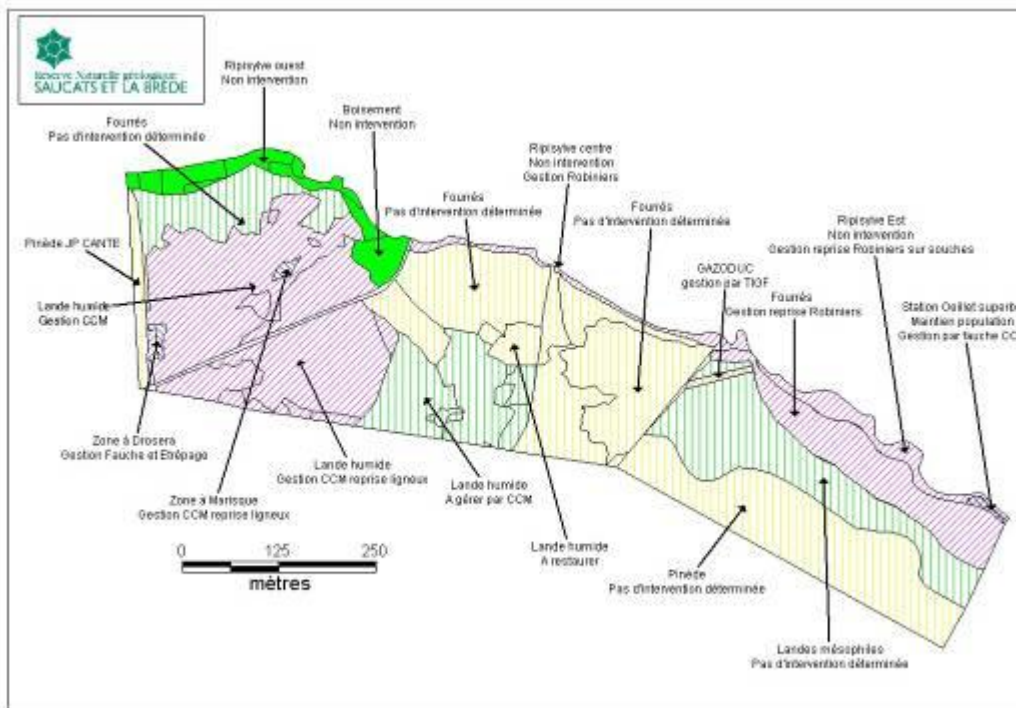 Réserve Naturelle géologique
SAUCATS ET LA BRÈDE
Ripisylve ouest
Non intervention
Fourrés
Pas d'intervention déterminée
Boisement
Non intervention
Ripisylve centre
Non intervention
Gestion Robiniers
Fourrés
Pas d'intervention déterminée
Fourrés
Pas d'intervention déterminée
Ripisylve Est
Non intervention
Gestion reprise Robiniers sur souches
Pinède JP CANTE
GAZODUC
gestion par TIGF
Fourrés
Gestion reprise Robiniers
Station Oeillet superbe
Maintien population
Gestion par fauche CC
Lande humide
Gestion CCM
Zone à Drosera
Gestion Fauche et Etrépage
Lande humide
Gestion CCM reprise ligneux
Zone à Marisque
Gestion CCM reprise ligneux
Lande humide
A gérer par CCM
Lande humide
A restaurer
0 125 250
mètres
Pinède
Pas d'intervention déterminée
Landes mésophiles
Pas d'intervention déterminée